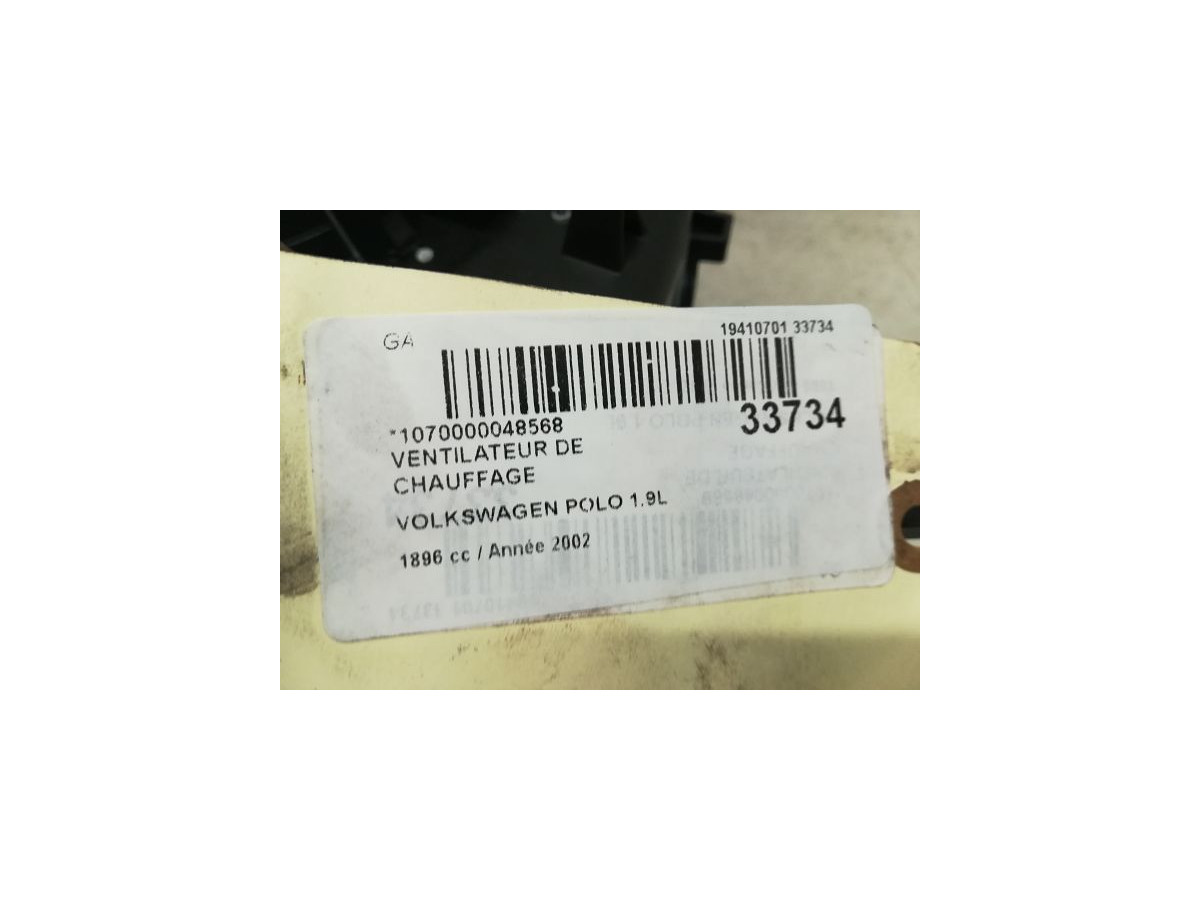 GA
19410701 33734
33734
*1070000048568
VENTILATEUR DE
CHAUFFAGE
VOLKSWAGEN POLO 1.9L
1896 cc / Année 2002